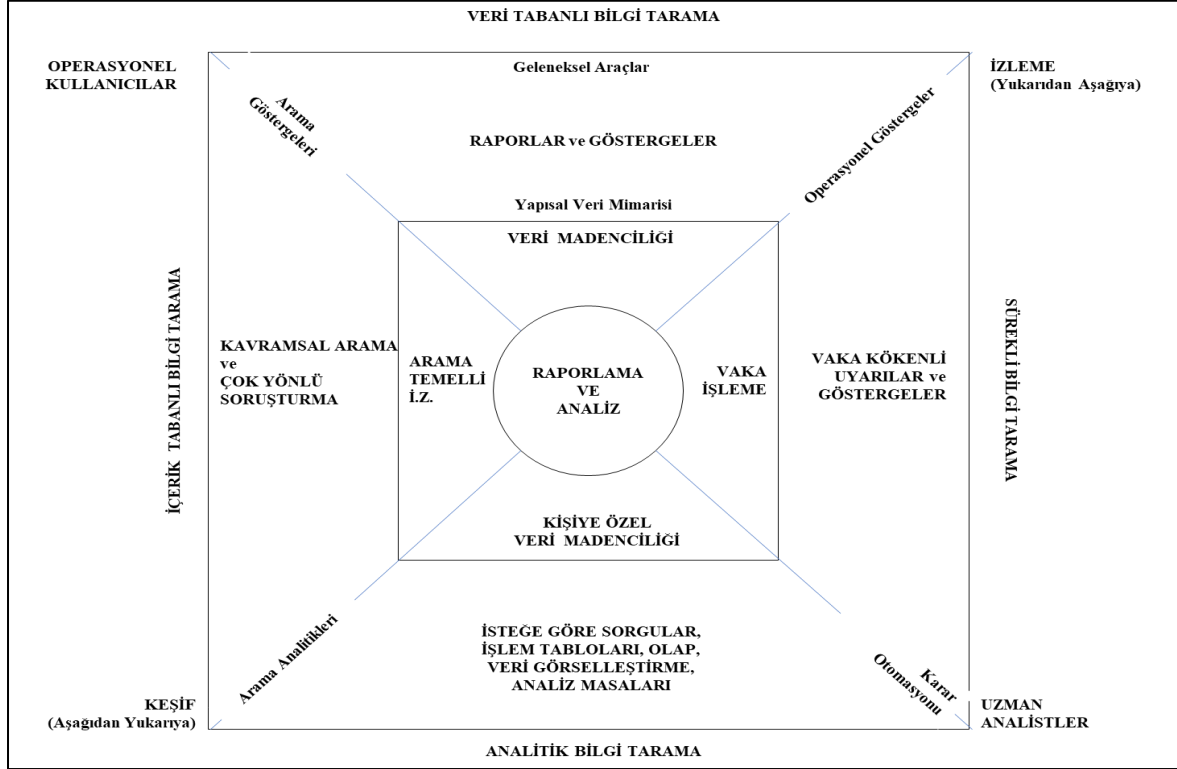 VERİ TABANLI BİLGİ TARAMA
OPERASYONEL
KULLANICILAR
Geleneksel Araçlar
İZLEME
(Yukarıdan Aşağıya)
Arama
Göstergeleri
Operasyonel Göstergeler
RAPORLAR ve GÖSTERGELER
Yapısal Veri Mimarisi
VERİ MADENCİLİĞİ
İÇERİK TABANLI BİLGİ TARAMA
KAVRAMSAL ARAMA
ve
ÇOK YÖNLÜ
SORUŞTURMA
ARAMA
TEMELLİ
İ.Z.
RAPORLAMA
VE
ANALİZ
VAKA
İŞLEME
VAKA KÖKENLİ
UYARILAR ve
GÖSTERGELER
SÜREKLİ BİLGİ TARAMA
KİŞİYE ÖZEL
VERİ MADENCİLİĞİ
İSTEĞE GÖRE SORGULAR,
İŞLEM TABLOLARI, OLAP,
VERİ GÖRSELLEŞTİRME,
ANALİZ MASALARI
Arama Analitikleri
Karar
Otomasyonu
KEŞİF
(Aşağıdan Yukarıya)
UZMAN
ANALİSTLER
ANALİTİK BİLGİ TARAMA